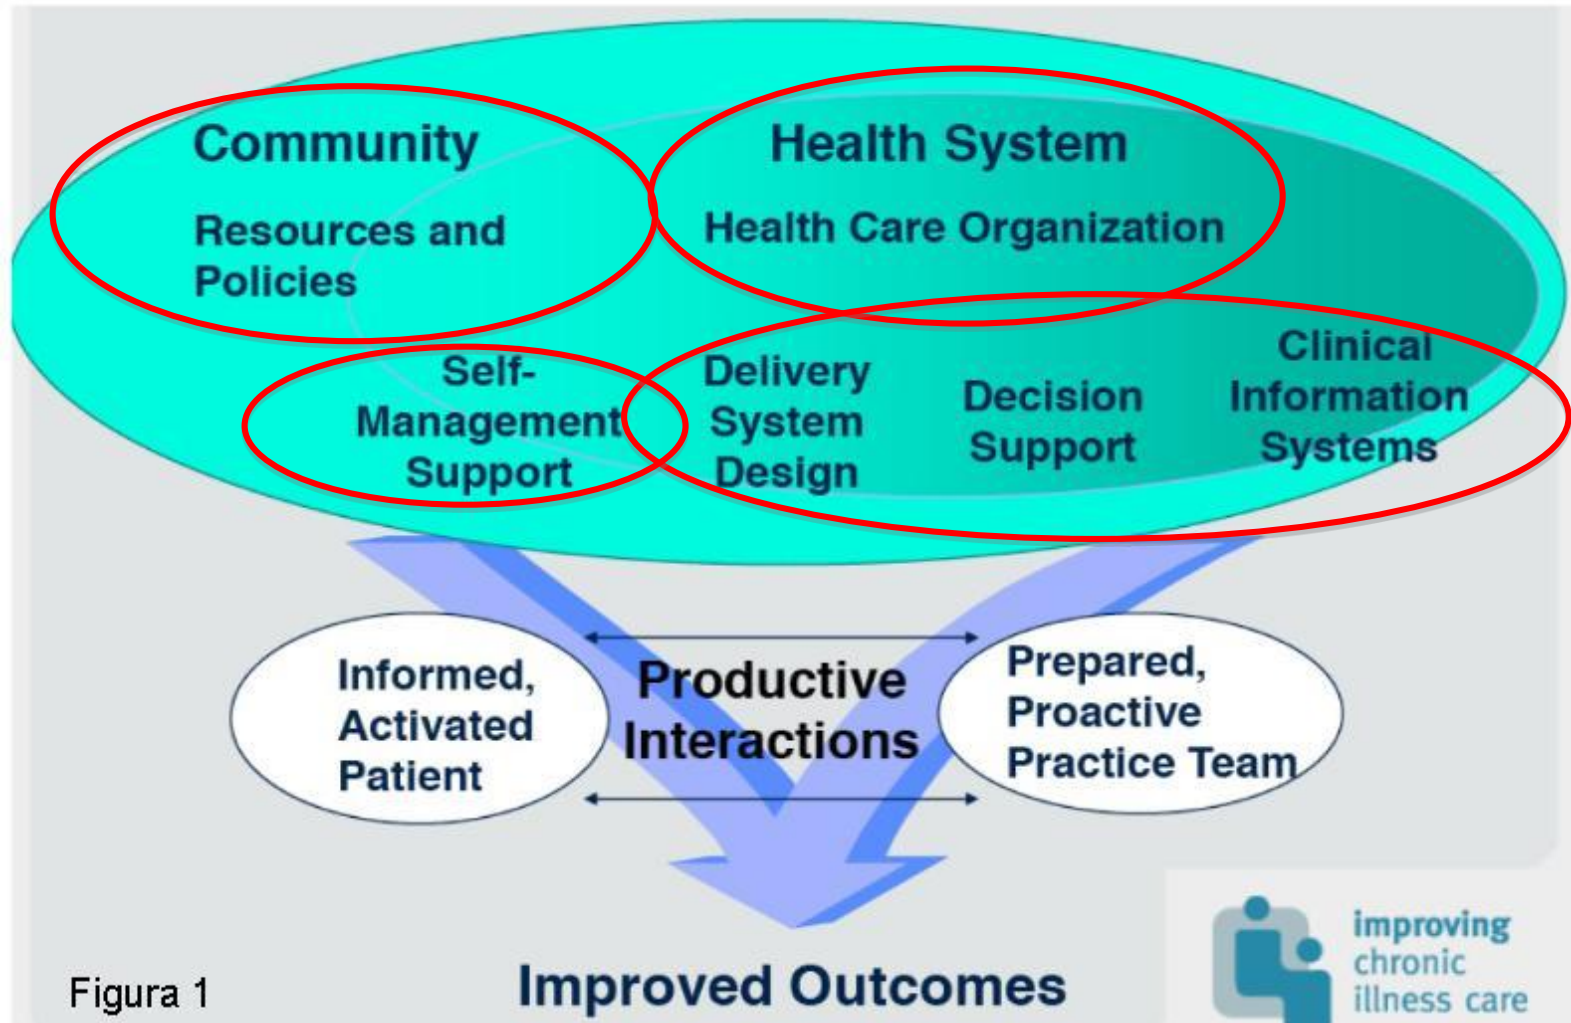 Community
Resources and
Policies
Health System
Health Care Organization
Self-
Management
Support
Delivery
System
Design
Decision
Support
Clinical
Information
Systems
Informed,
Activated
Patient
Productive
Interactions
Prepared,
Proactive
Practice Team
Improved Outcomes
Figura 1
improving
chronic
illness care